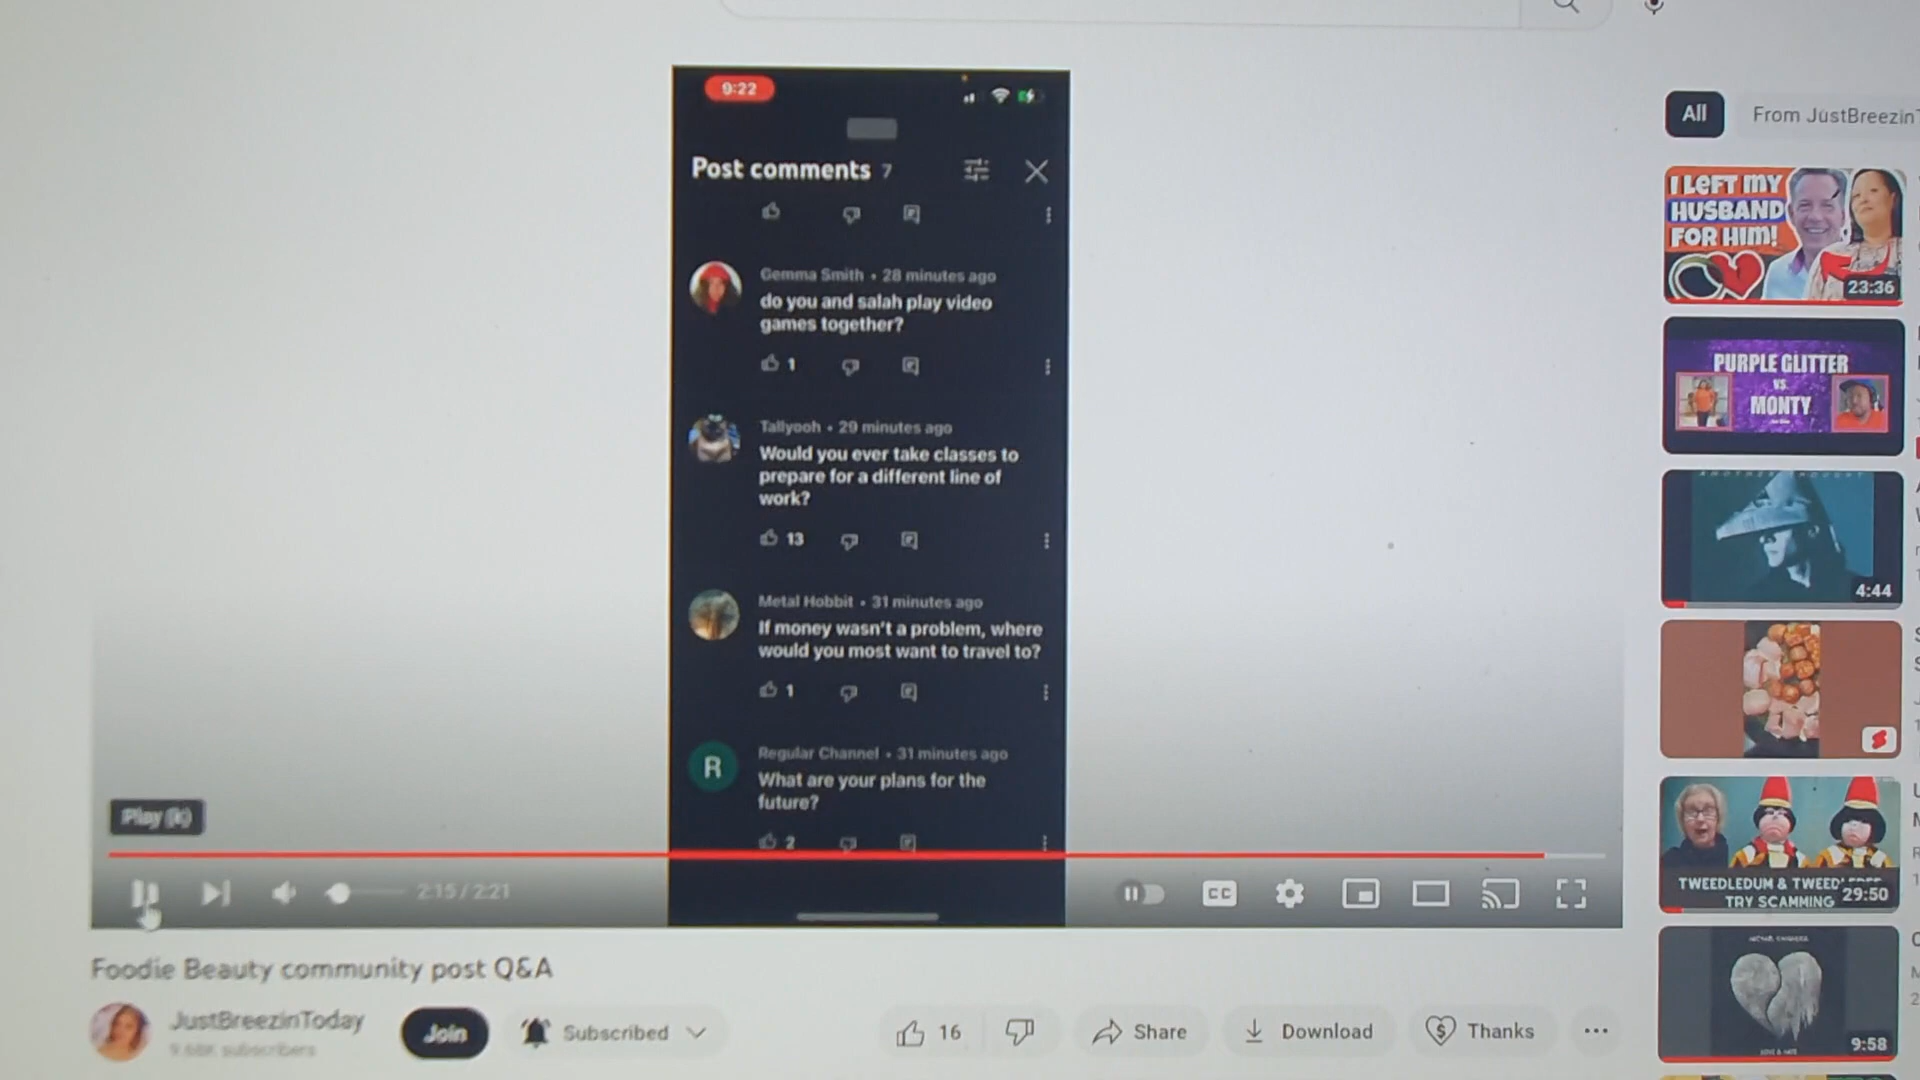 9:22
Post comments 7
Gemma Smith • 28 minutes ago
do you and salah play video
games together?
1
Tallyooh • 29 minutes ago
Would you ever take classes to
prepare for a different line of
work?
13
Metal Hobbit • 31 minutes ago
If money wasn't a problem, where
would you most want to travel to?
1
R
Regular Channel • 31 minutes ago
What are your plans for the
future?
2
Play (k)
2:15 / 2:21
CC
Foodie Beauty community post Q&A
JustBreezinToday
9.68K subscribers
Join
Subscribed
16
Share
Download
Thanks
All
From JustBreezinT
I LEFT MY
HUSBAND
FOR HIM!
23:36
PURPLE GLITTER
VS.
MONTY
4:44
TWEEDLEDUM & TWEED
TRY SCAMMING
29:50
9:58